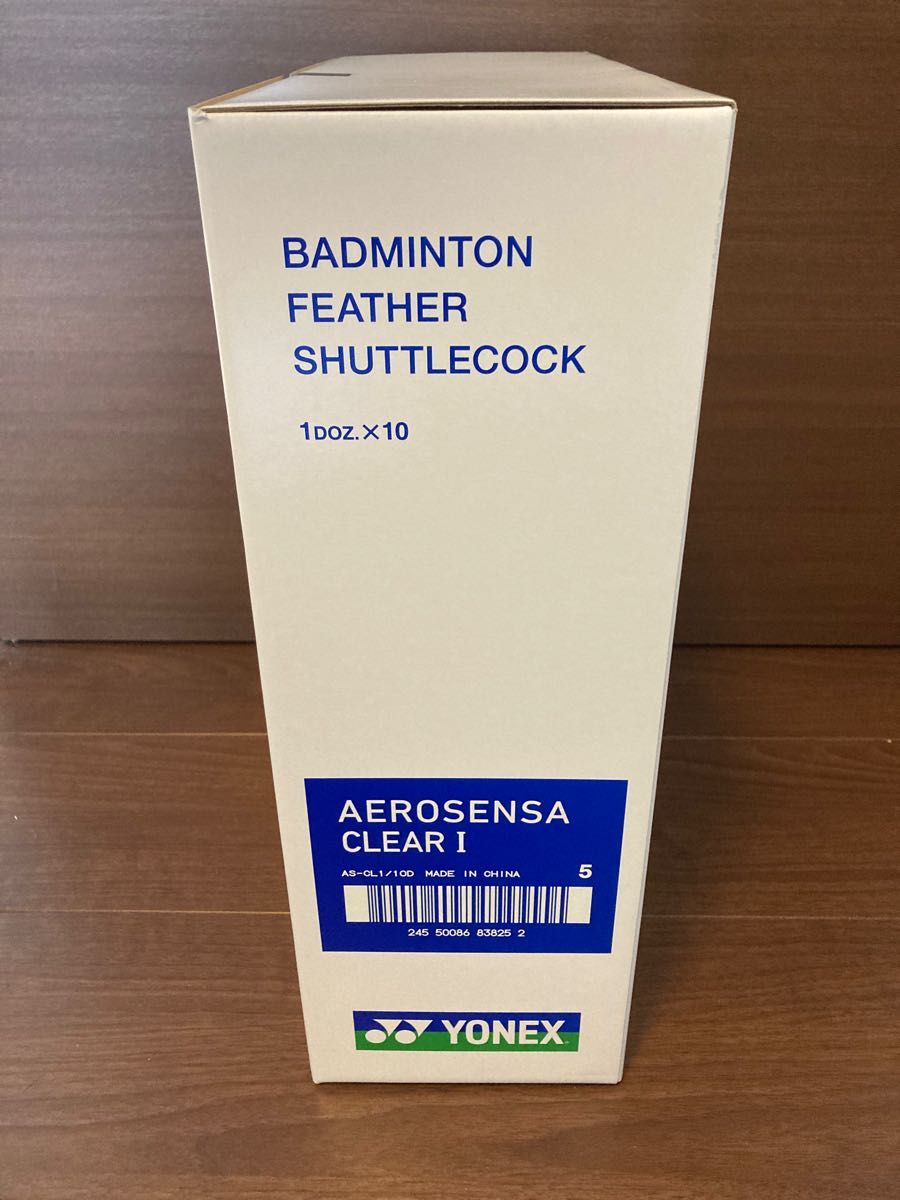 BADMINTON
FEATHER
SHUTTLECOCK
1DOZ.×10
AEROSENSA
CLEAR I
AS-CL1/10D MADE IN CHINA 5
245 50086 83825 2
YONEX